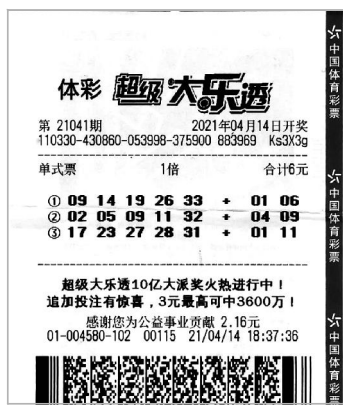 体彩 超级大乐透
第 21041期 2021年04月14日开奖
110330-430860-053998-375900 883969 Ks3X3g
单式票 1倍 合计6元
① 09 14 19 26 33 + 01 06
② 02 05 09 11 32 + 04 09
③ 17 23 27 28 31 + 01 11
超级大乐透10亿大派奖火热进行中！
追加投注有惊喜，3元最高可中3600万！
感谢您为公益事业贡献 2.16元
01-004580-102 00115 21/04/14 18:37:36
中国体育彩票
中国体育彩票
中国体育彩票